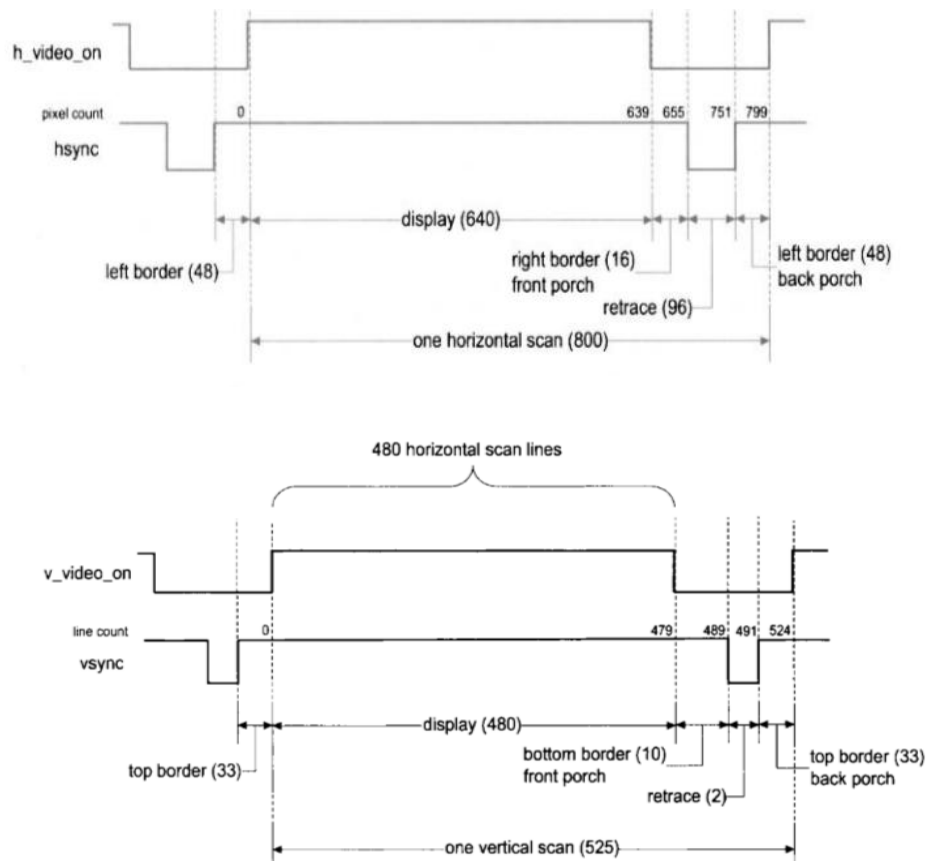 h_video_on
pixel count 0 639 655 751 799
hsync
display (640)
left border (48)
right border (16)
front porch
left border (48)
back porch
retrace (96)
one horizontal scan (800)
480 horizontal scan lines
v_video_on
line count 0 479 489 491 524
vsync
display (480)
top border (33)
bottom border (10)
front porch
top border (33)
back porch
retrace (2)
one vertical scan (525)